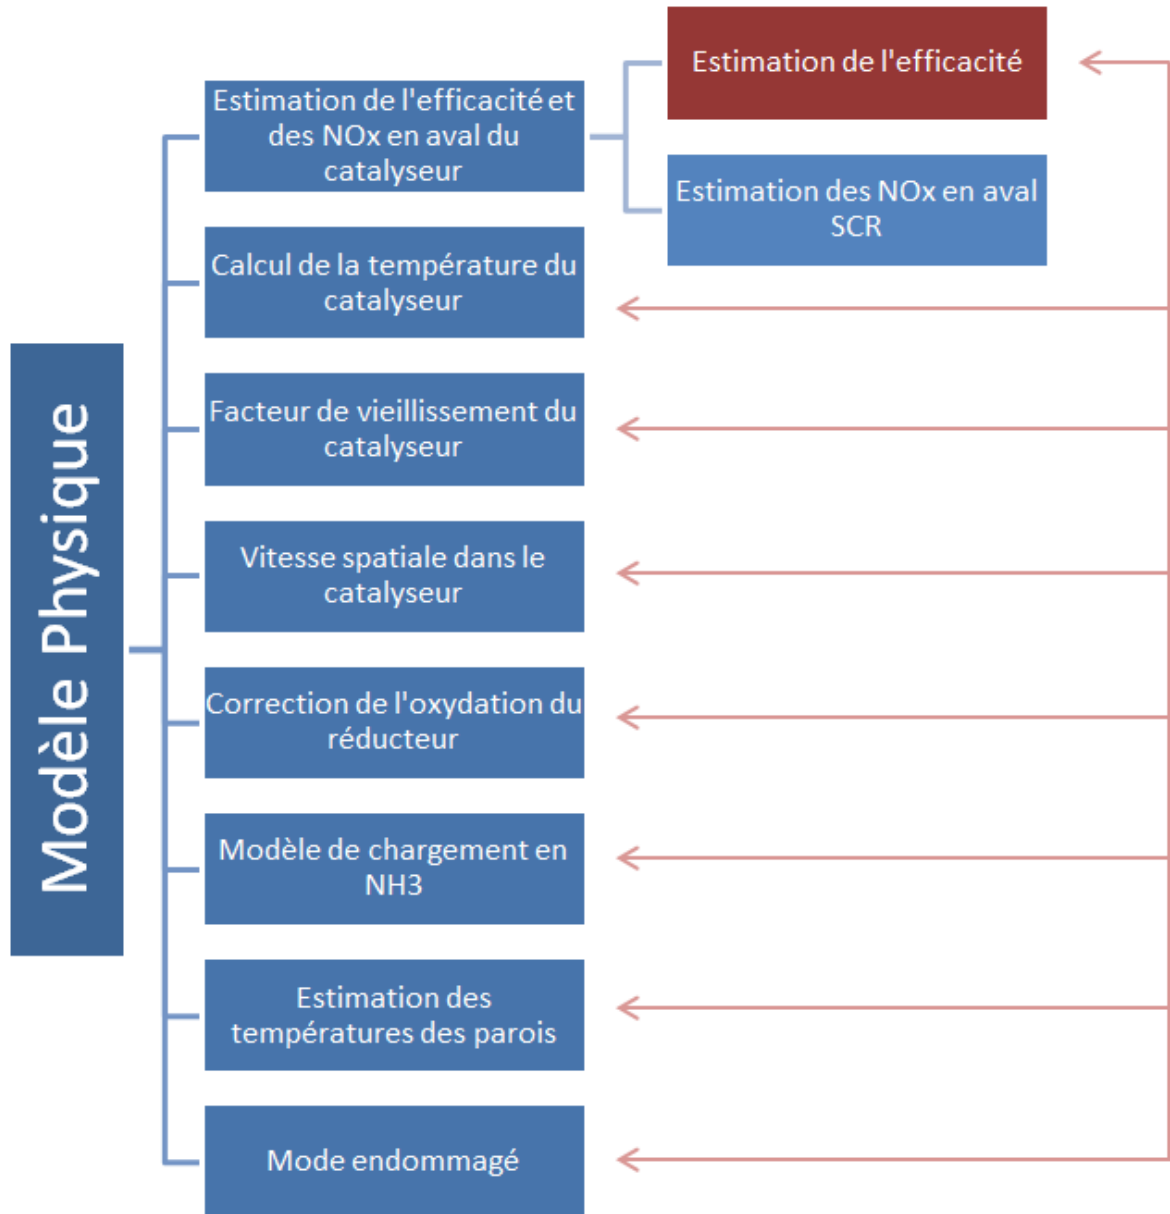 Modèle Physique
Estimation de l'efficacité et
des NOx en aval du
catalyseur
Estimation de l'efficacité
Estimation des NOx en aval
SCR
Calcul de la température du
catalyseur
Facteur de vieillissement du
catalyseur
Vitesse spatiale dans le
catalyseur
Correction de l'oxydation du
réducteur
Modèle de chargement en
NH3
Estimation des
températures des parois
Mode endommagé